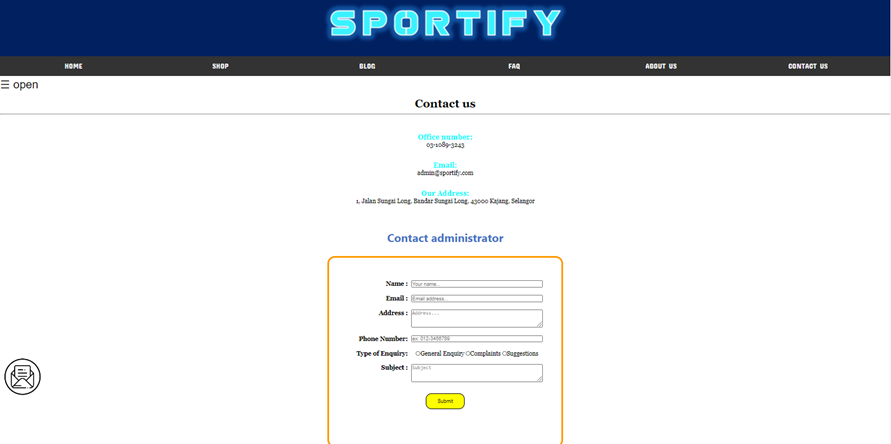 SPORTIFY
HOME SHOP BLOG FAQ ABOUT US CONTACT US
☰ open
Contact us
Office number:
03-1089-3243
Email:
admin@sportify.com
Our Address:
1, Jalan Sungai Long, Bandar Sungai Long, 43000 Kajang, Selangor
Contact administrator
Name : Your name...
Email : Email address...
Address : Address...
Phone Number: ex. 012-3456789
Type of Enquiry: General Enquiry Complaints Suggestions
Subject : Subject
Submit